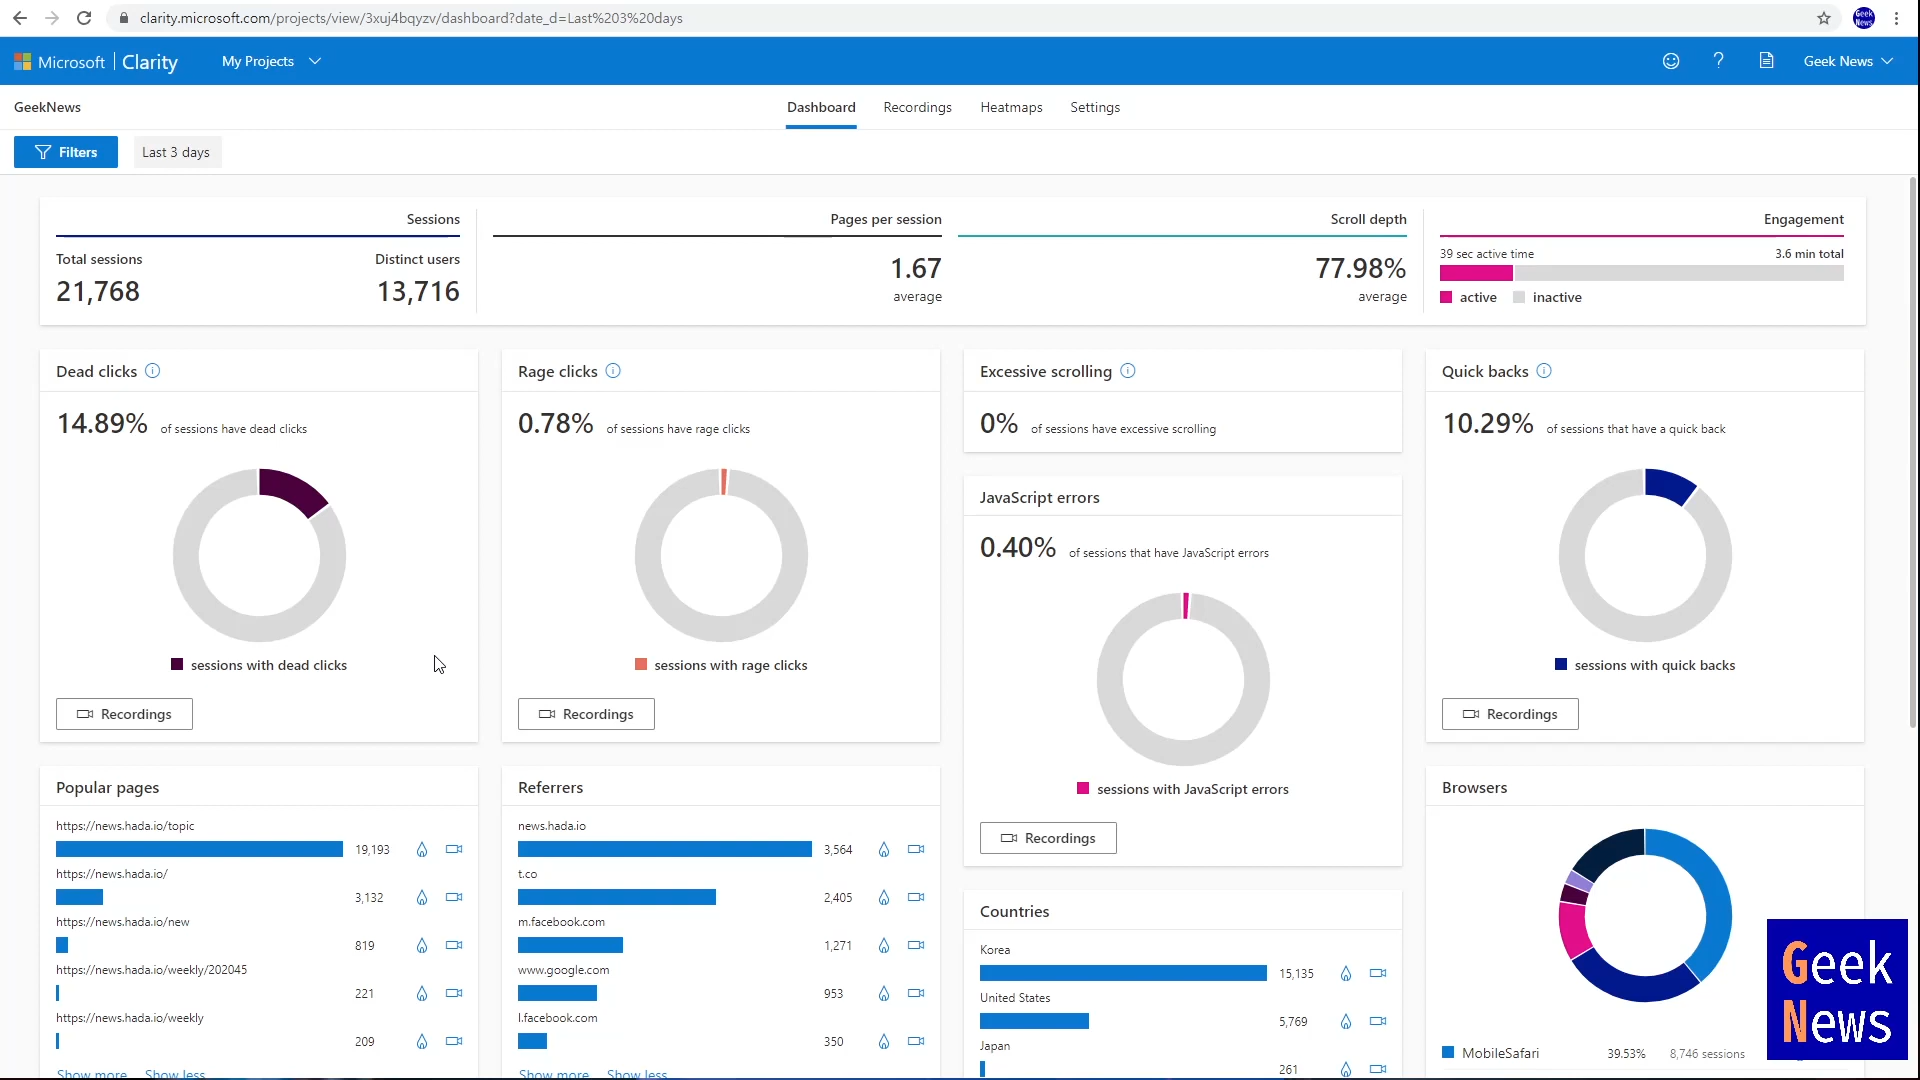 clarity.microsoft.com/projects/view/3xuj4bqyzv/dashboard?date_d=Last%203%20days
Microsoft | Clarity
My Projects
Geek News
GeekNews
Dashboard
Recordings
Heatmaps
Settings
Filters
Last 3 days
Sessions
Total sessions
Distinct users
21,768
13,716
Pages per session
1.67
average
Scroll depth
77.98%
average
Engagement
39 sec active time
3.6 min total
active
inactive
Dead clicks
14.89% of sessions have dead clicks
sessions with dead clicks
Recordings
Rage clicks
0.78% of sessions have rage clicks
sessions with rage clicks
Recordings
Excessive scrolling
0% of sessions have excessive scrolling
JavaScript errors
0.40% of sessions that have JavaScript errors
sessions with JavaScript errors
Recordings
Quick backs
10.29% of sessions that have a quick back
sessions with quick backs
Recordings
Popular pages
https://news.hada.io/topic
19,193
https://news.hada.io/
3,132
https://news.hada.io/new
819
https://news.hada.io/weekly/202045
221
https://news.hada.io/weekly
209
Show more Show less
Referrers
news.hada.io
3,564
t.co
2,405
m.facebook.com
1,271
www.google.com
953
l.facebook.com
350
Show more Show less
Countries
Korea
15,135
United States
5,769
Japan
261
Browsers
MobileSafari 39.53% 8,746 sessions
Geek
News